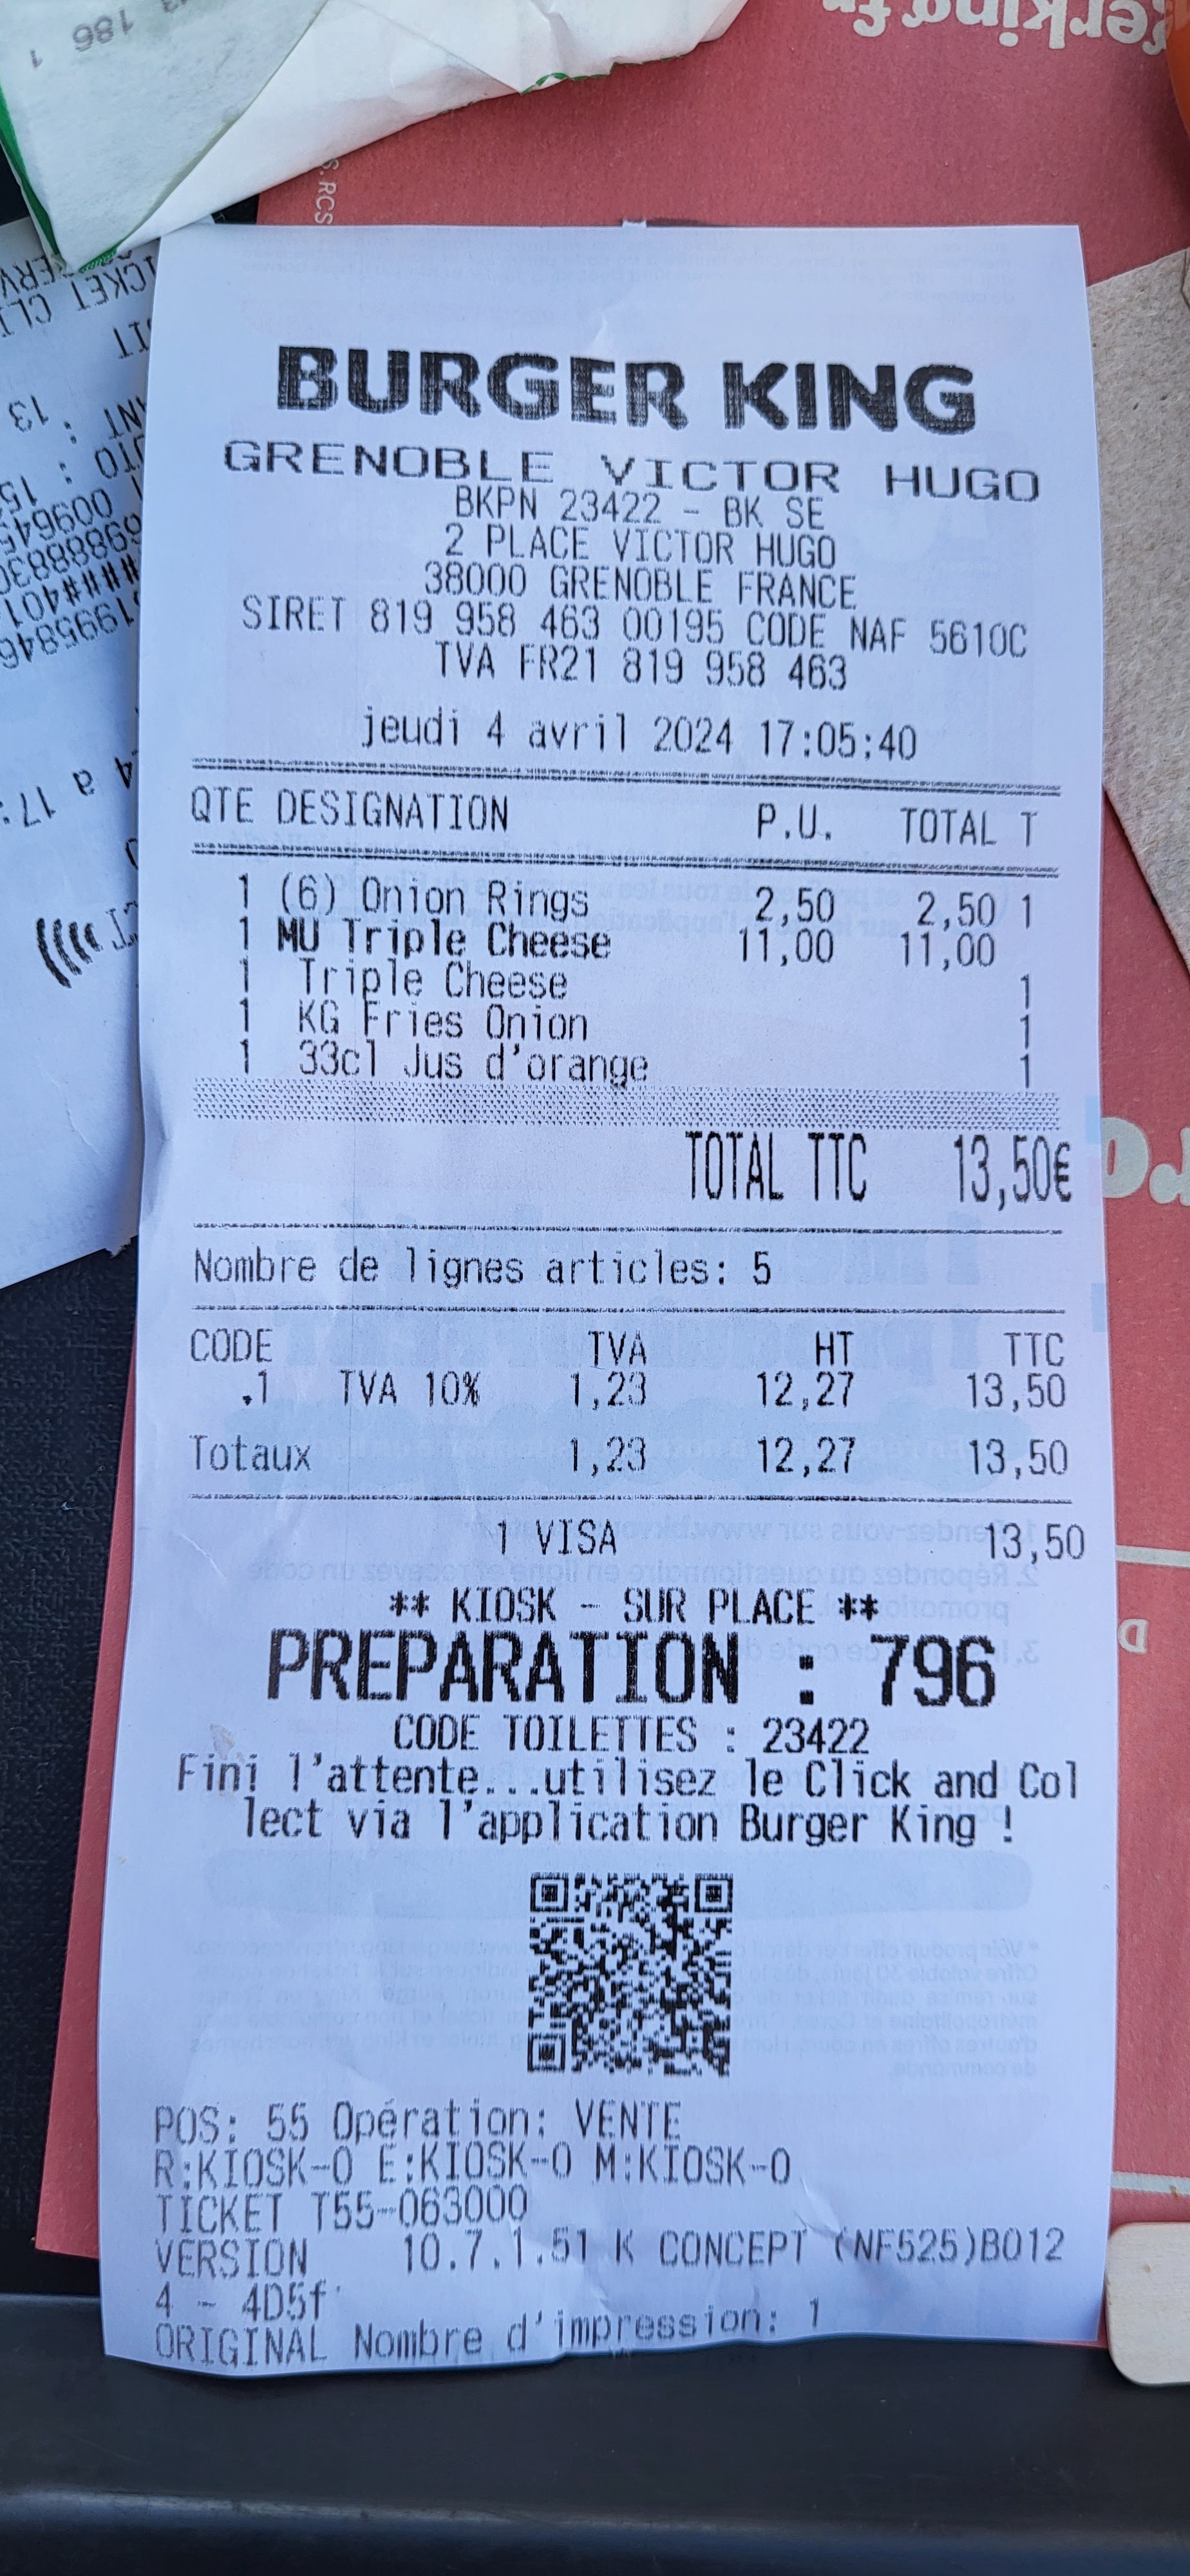 BURGER KING
GRENOBLE VICTOR HUGO
BKPN 23422 - BK SE
2 PLACE VICTOR HUGO
38000 GRENOBLE FRANCE
SIRET 819 958 463 00195 CODE NAF 5610C
TVA FR21 819 958 463
jeudi 4 avril 2024 17:05:40
QTE DESIGNATION P.U. TOTAL T
1 (6) Onion Rings 2,50 2,50 1
1 MU Triple Cheese 11,00 11,00
1 Triple Cheese 1
1 KG Fries Onion 1
1 33cl Jus d'orange 1
TOTAL TTC 13,50€
Nombre de lignes articles: 5
CODE TVA HT TTC
.1 TVA 10% 1,23 12,27 13,50
Totaux 1,23 12,27 13,50
1 VISA 13,50
** KIOSK - SUR PLACE **
PREPARATION : 796
CODE TOILETTES : 23422
Fini l'attente...utilisez le Click and Col
lect via l'application Burger King !
POS: 55 Opération: VENTE
R:KIOSK-0 E:KIOSK-0 M:KIOSK-0
TICKET T55-063000
VERSION 10.7.1.51 K CONCEPT (NF525)B012
4 - 4D5f
ORIGINAL Nombre d'impression: 1